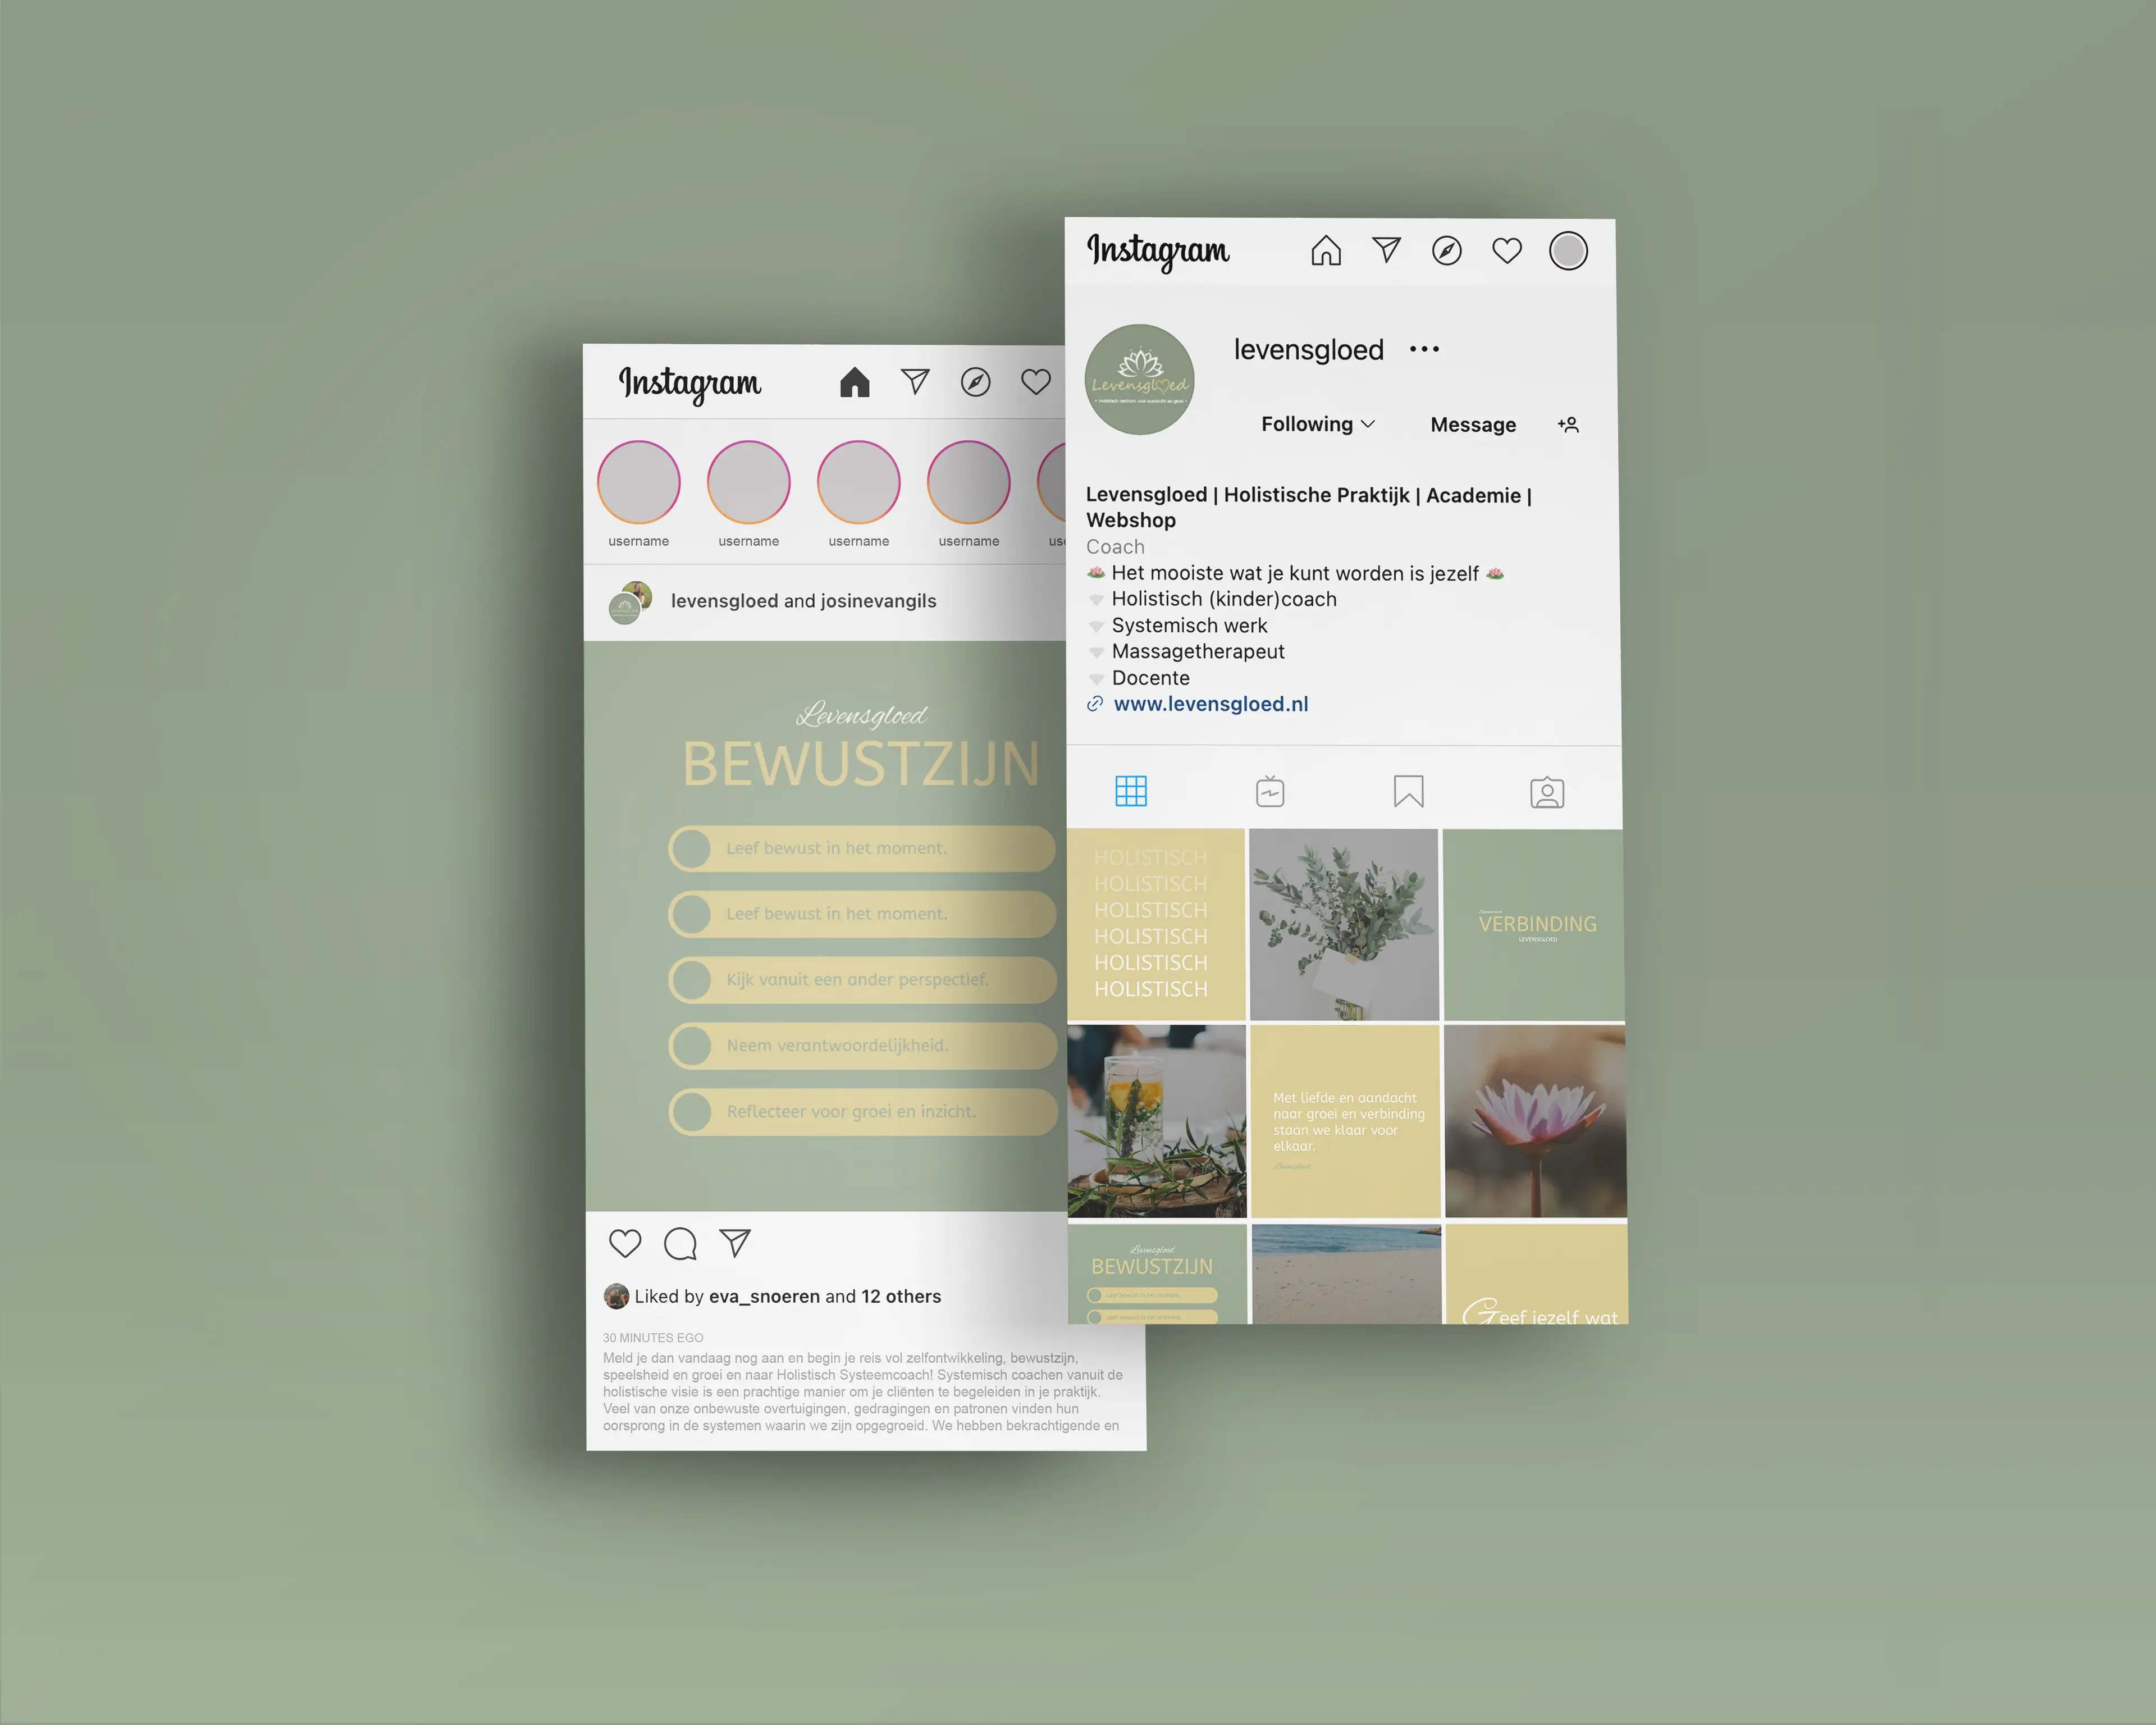 Instagram
username
username
username
username
levensgloed and josinevangils
Levensgloed
BEWUSTZIJN
Leef bewust in het moment.
Leef bewust in het moment.
Kijk vanuit een ander perspectief.
Neem verantwoordelijkheid.
Reflecteer voor groei en inzicht.
Liked by eva_snoeren and 12 others
30 MINUTES EGO
Meld je dan vandaag nog aan en begin je reis vol zelfontwikkeling, bewustzijn,
speelsheid en groei en naar Holistisch Systeemcoach! Systemisch coachen vanuit de
holistische visie is een prachtige manier om je cliënten te begeleiden in je praktijk.
Veel van onze onbewuste overtuigingen, gedragingen en patronen vinden hun
oorsprong in de systemen waarin we zijn opgegroeid. We hebben bekrachtigende en
Instagram
levensgloed
Levensgloed
Following
Message
Levensgloed | Holistische Praktijk | Academie |
Webshop
Coach
Het mooiste wat je kunt worden is jezelf
Holistisch (kinder)coach
Systemisch werk
Massagetherapeut
Docente
www.levensgloed.nl
HOLISTISCH
HOLISTISCH
HOLISTISCH
HOLISTISCH
HOLISTISCH
HOLISTISCH
VERBINDING
LEVENSGLOED
Met liefde en aandacht
naar groei en verbinding
staan we klaar voor
elkaar.
Levensgloed
Levensgloed
BEWUSTZIJN
Leef bewust in het moment.
Leef bewust in het moment.
Geef jezelf wat